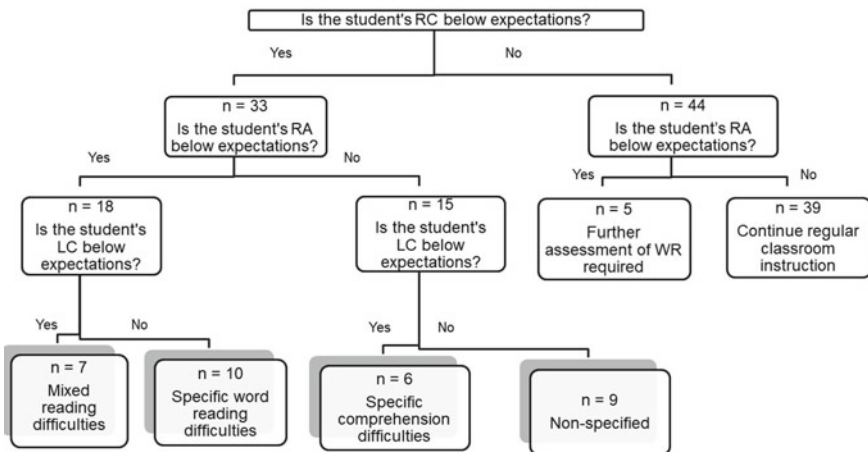 Is the student's RC below expectations?
Yes
No
n = 33
Is the student's RA
below expectations?
n = 44
Is the student's RA
below expectations?
Yes
No
Yes
No
n = 18
Is the student's
LC below
expectations?
n = 15
Is the student's
LC below
expectations?
n = 5
Further
assessment of WR
required
n = 39
Continue regular
classroom
instruction
Yes
No
Yes
No
n = 7
Mixed
reading
difficulties
n = 10
Specific word
reading
difficulties
n = 6
Specific
comprehension
difficulties
n = 9
Non-specified